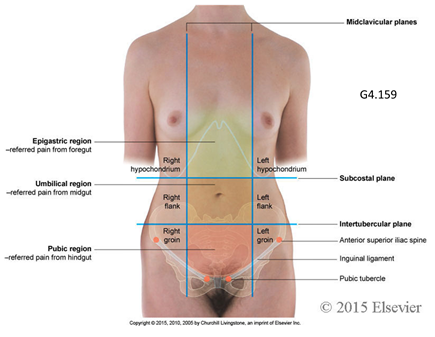 Midclavicular planes
G4.159
Epigastric region
–referred pain from foregut
Right
hypochondrium
Left
hypochondrium
Subcostal plane
Umbilical region
–referred pain from midgut
Right
flank
Left
flank
Intertubercular plane
Right
groin
Left
groin
Anterior superior iliac spine
Pubic region
–referred pain from hindgut
Inguinal ligament
Pubic tubercle
© 2015 Elsevier
Copyright © 2015, 2010, 2005 by Churchill Livingstone, an imprint of Elsevier Inc.